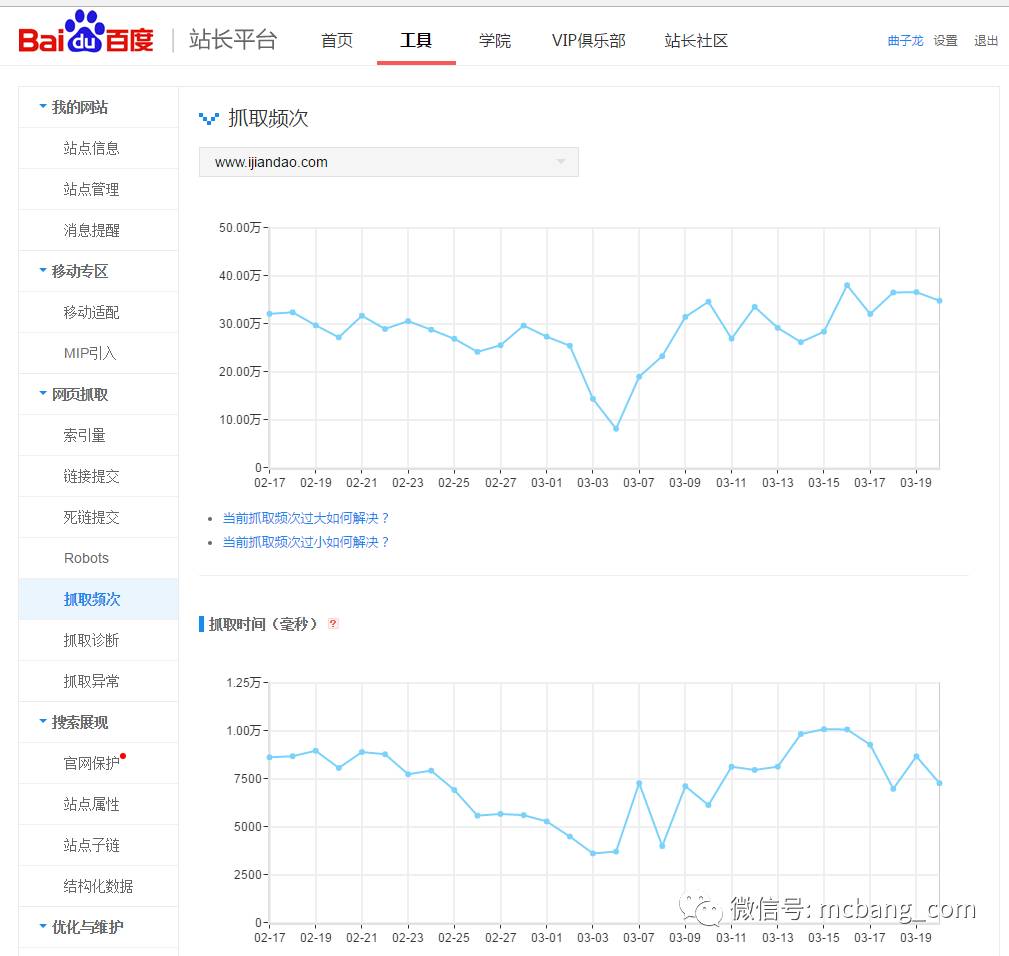 Bai du 百度 站长平台 首页 工具 学院 VIP俱乐部 站长社区 曲子龙 设置 退出
我的网站
站点信息
站点管理
消息提醒
移动专区
移动适配
MIP引入
网页抓取
索引量
链接提交
死链提交
Robots
抓取频次
抓取诊断
抓取异常
搜索展现
官网保护
站点属性
站点子链
结构化数据
优化与维护
抓取频次
www.ijiandao.com
50.00万
40.00万
30.00万
20.00万
10.00万
0
02-17 02-19 02-21 02-23 02-25 02-27 03-01 03-03 03-07 03-09 03-11 03-13 03-15 03-17 03-19
当前抓取频次过大如何解决？
当前抓取频次过小如何解决？
抓取时间（毫秒） ?
1.25万
1.00万
7500
5000
2500
0
02-17 02-19 02-21 02-23 02-25 02-27 03-01 03-03 03-07 03-09 03-11 03-13 03-15 03-17 03-19
微信号: mcbang_com